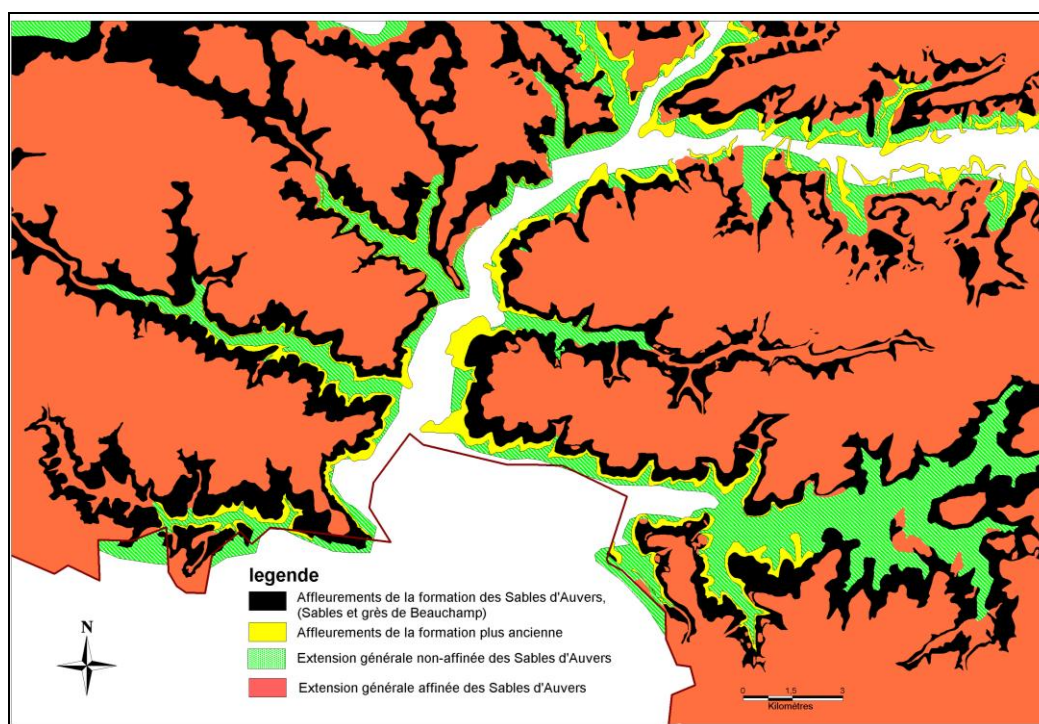 legende
Affleurements de la formation des Sables d'Auvers,
(Sables et grès de Beauchamp)
Affleurements de la formation plus ancienne
Extension générale non-affinée des Sables d'Auvers
Extension générale affinée des Sables d'Auvers
N
0 1,5 3
Kilomètres